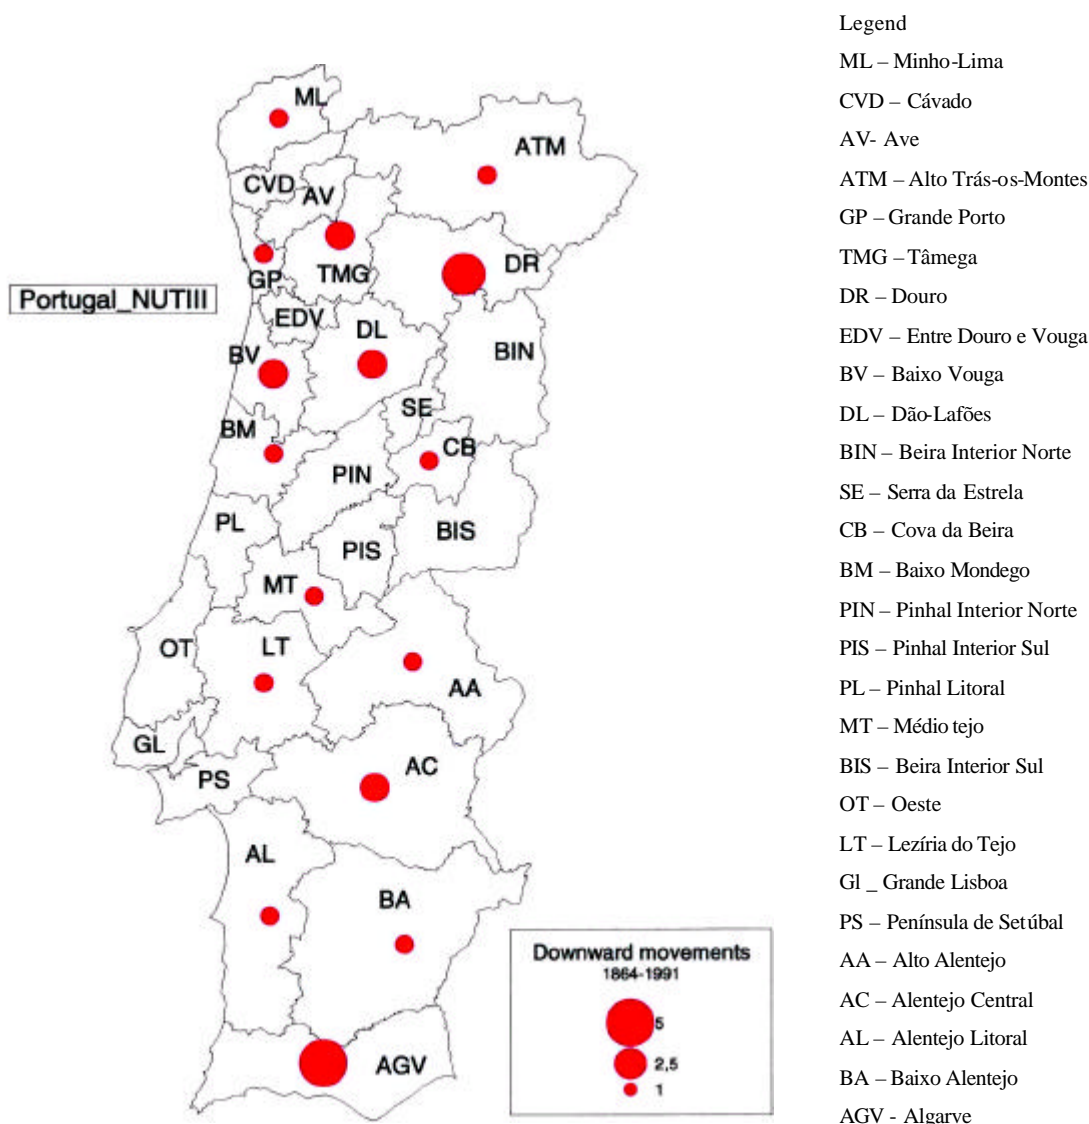 ML
ATM
CVD
AV
DR
GP
TMG
Portugal_NUTIII
EDV
DL
BV
BIN
SE
BM
CB
PIN
PL
BIS
PIS
MT
OT
LT
AA
GL
AC
PS
AL
BA
AGV
Downward movements
1864-1991
5
2,5
1
Legend
ML – Minho-Lima
CVD – Cávado
AV- Ave
ATM – Alto Trás-os-Montes
GP – Grande Porto
TMG – Tâmega
DR – Douro
EDV – Entre Douro e Vouga
BV – Baixo Vouga
DL – Dão-Lafões
BIN – Beira Interior Norte
SE – Serra da Estrela
CB – Cova da Beira
BM – Baixo Mondego
PIN – Pinhal Interior Norte
PIS – Pinhal Interior Sul
PL – Pinhal Litoral
MT – Médio tejo
BIS – Beira Interior Sul
OT – Oeste
LT – Lezíria do Tejo
Gl _ Grande Lisboa
PS – Península de Setúbal
AA – Alto Alentejo
AC – Alentejo Central
AL – Alentejo Litoral
BA – Baixo Alentejo
AGV - Algarve